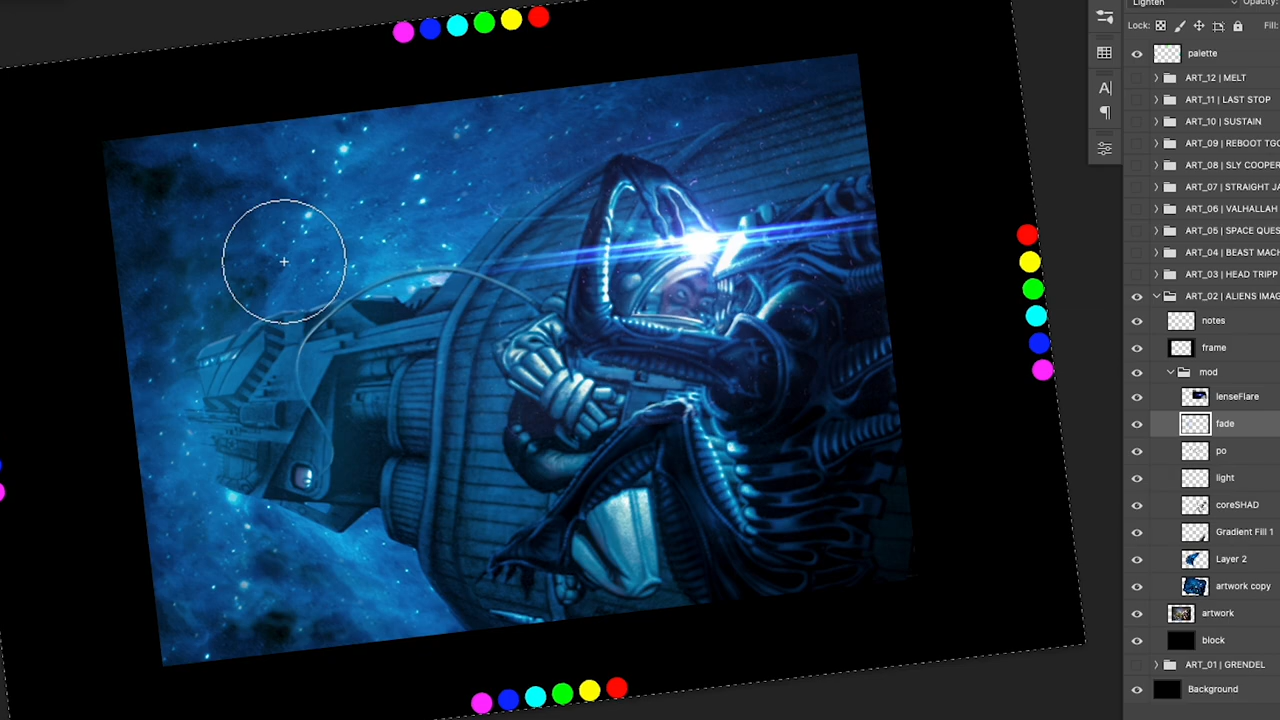 Lighten
Opacity:
Lock:
Fill:
palette
ART_12 | MELT
ART_11 | LAST STOP
ART_10 | SUSTAIN
ART_09 | REBOOT TGO
ART_08 | SLY COOPER
ART_07 | STRAIGHT JA
ART_06 | VALHALLAH
ART_05 | SPACE QUES
ART_04 | BEAST MACH
ART_03 | HEAD TRIPP
ART_02 | ALIENS IMAG
notes
frame
mod
lenseFlare
fade
po
light
coreSHAD
Gradient Fill 1
Layer 2
artwork copy
artwork
block
ART_01 | GRENDEL
Background